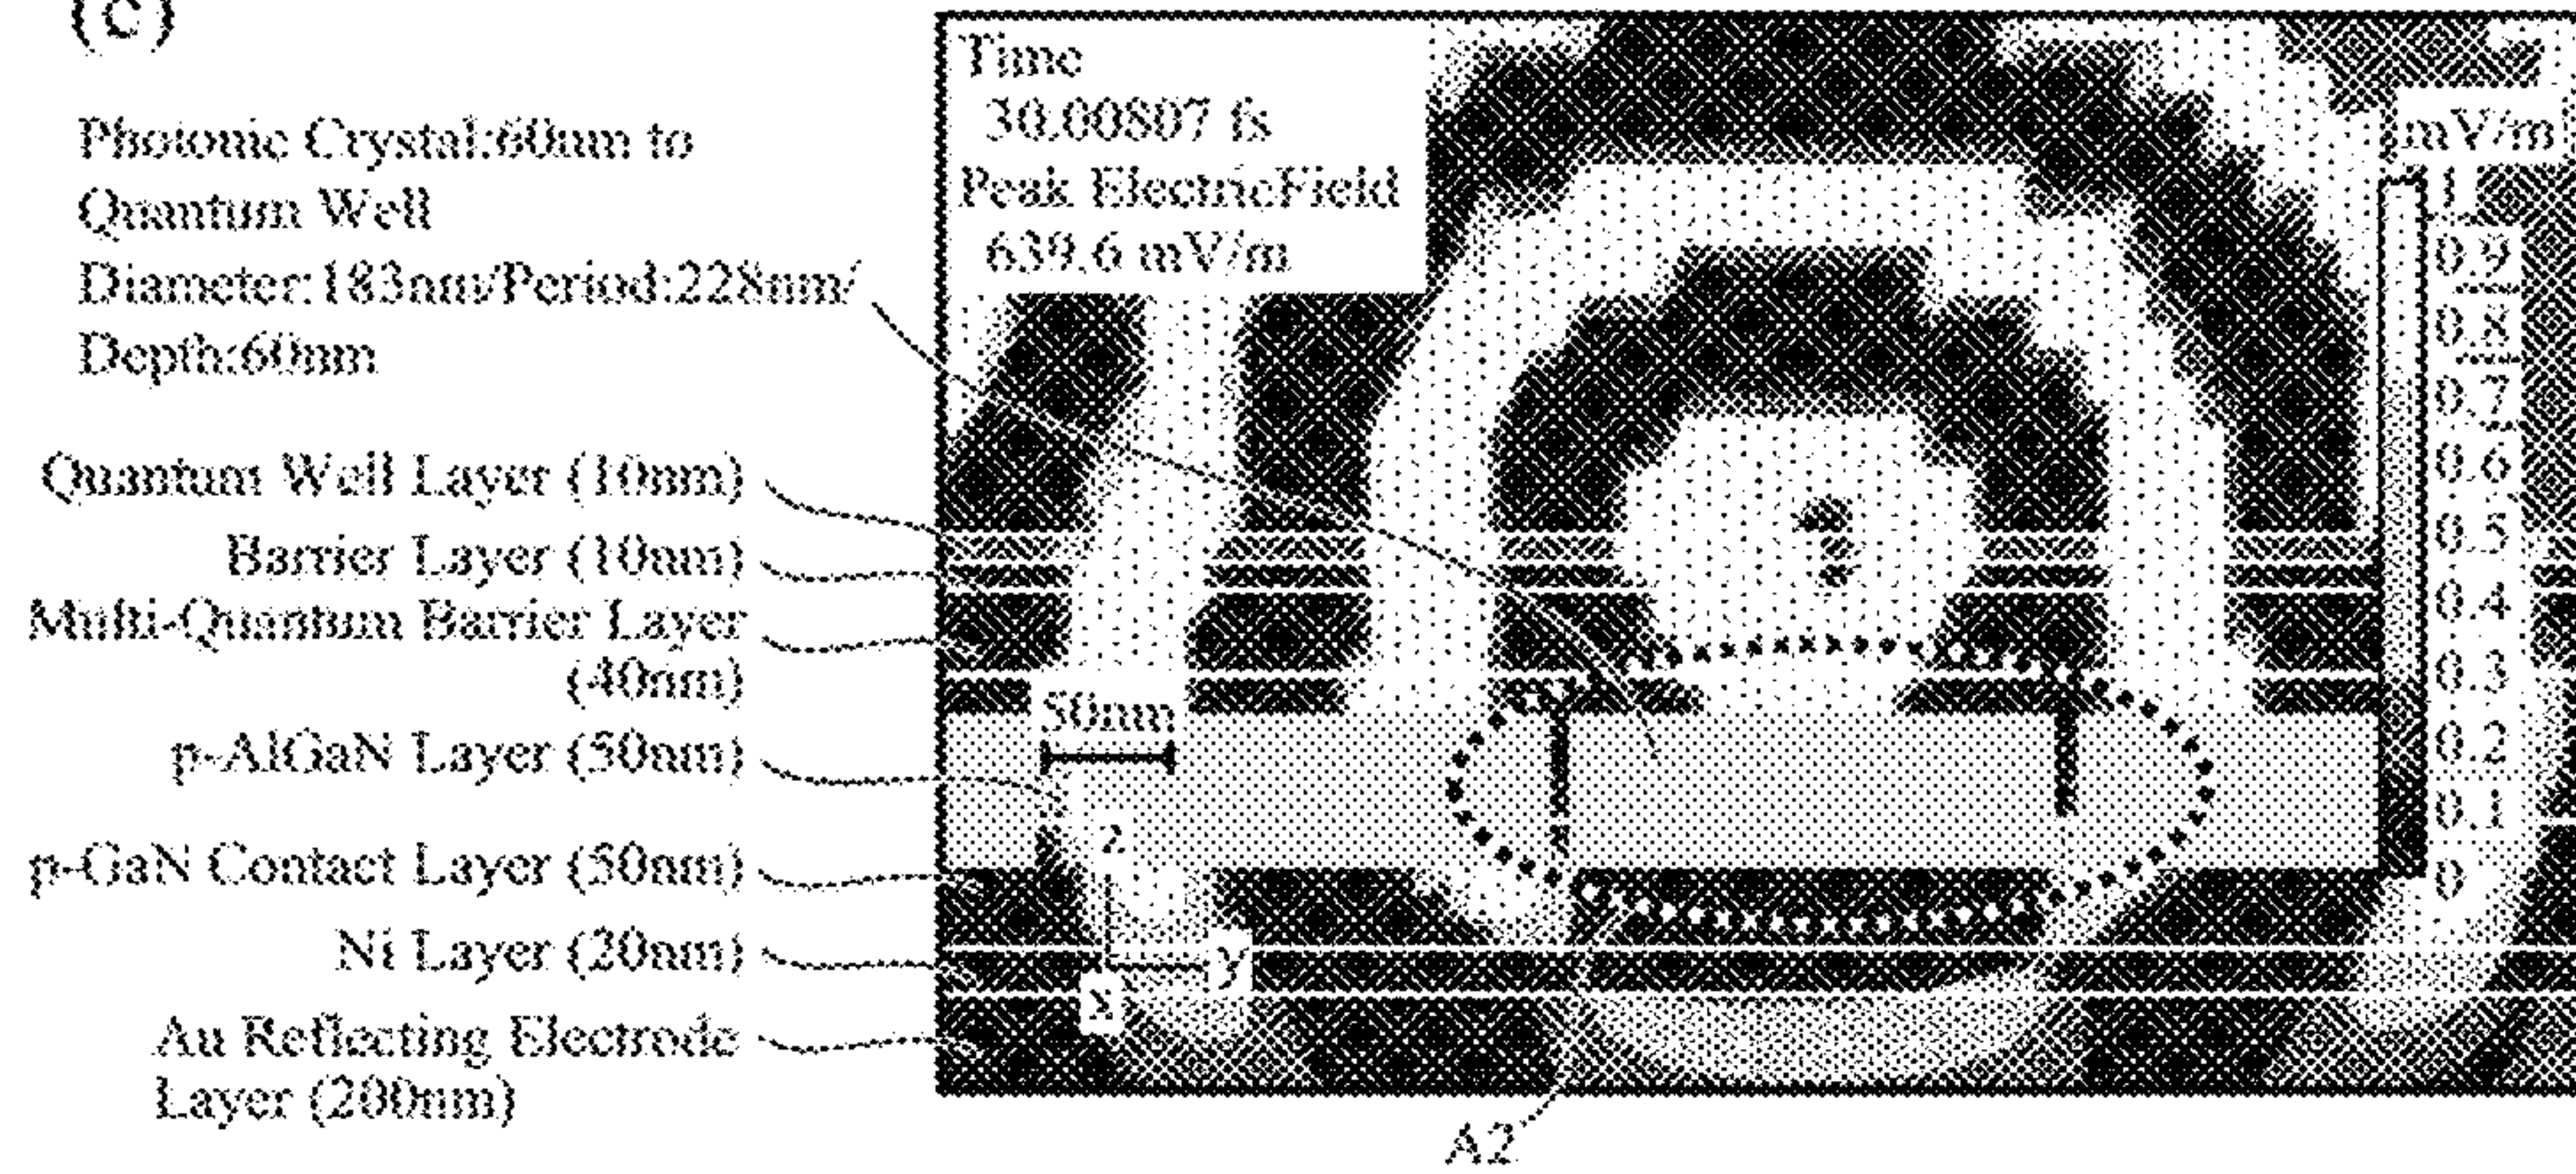 (c)
Photonic Crystal:60nm to
Quantum Well
Diameter:183nm/Period:228nm/
Depth:60nm
Quantum Well Layer (10nm)
Barrier Layer (10nm)
Multi-Quantum Barrier Layer
(40nm)
p-AlGaN Layer (50nm)
p-GaN Contact Layer (50nm)
Ni Layer (20nm)
Au Reflecting Electrode
Layer (200nm)
Time
30.00807 fs
Peak ElectricField
639.6 mV/m
50nm
z
y
x
A2
mV/m
1
0.9
0.8
0.7
0.6
0.5
0.4
0.3
0.2
0.1
0